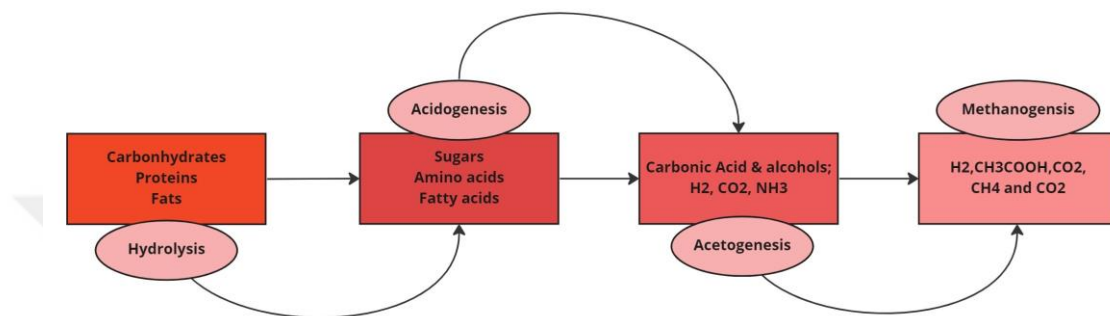 Carbonhydrates
Proteins
Fats
Hydrolysis
Acidogenesis
Sugars
Amino acids
Fatty acids
Carbonic Acid & alcohols;
H2, CO2, NH3
Acetogenesis
Methanogensis
H2,CH3COOH,CO2,
CH4 and CO2